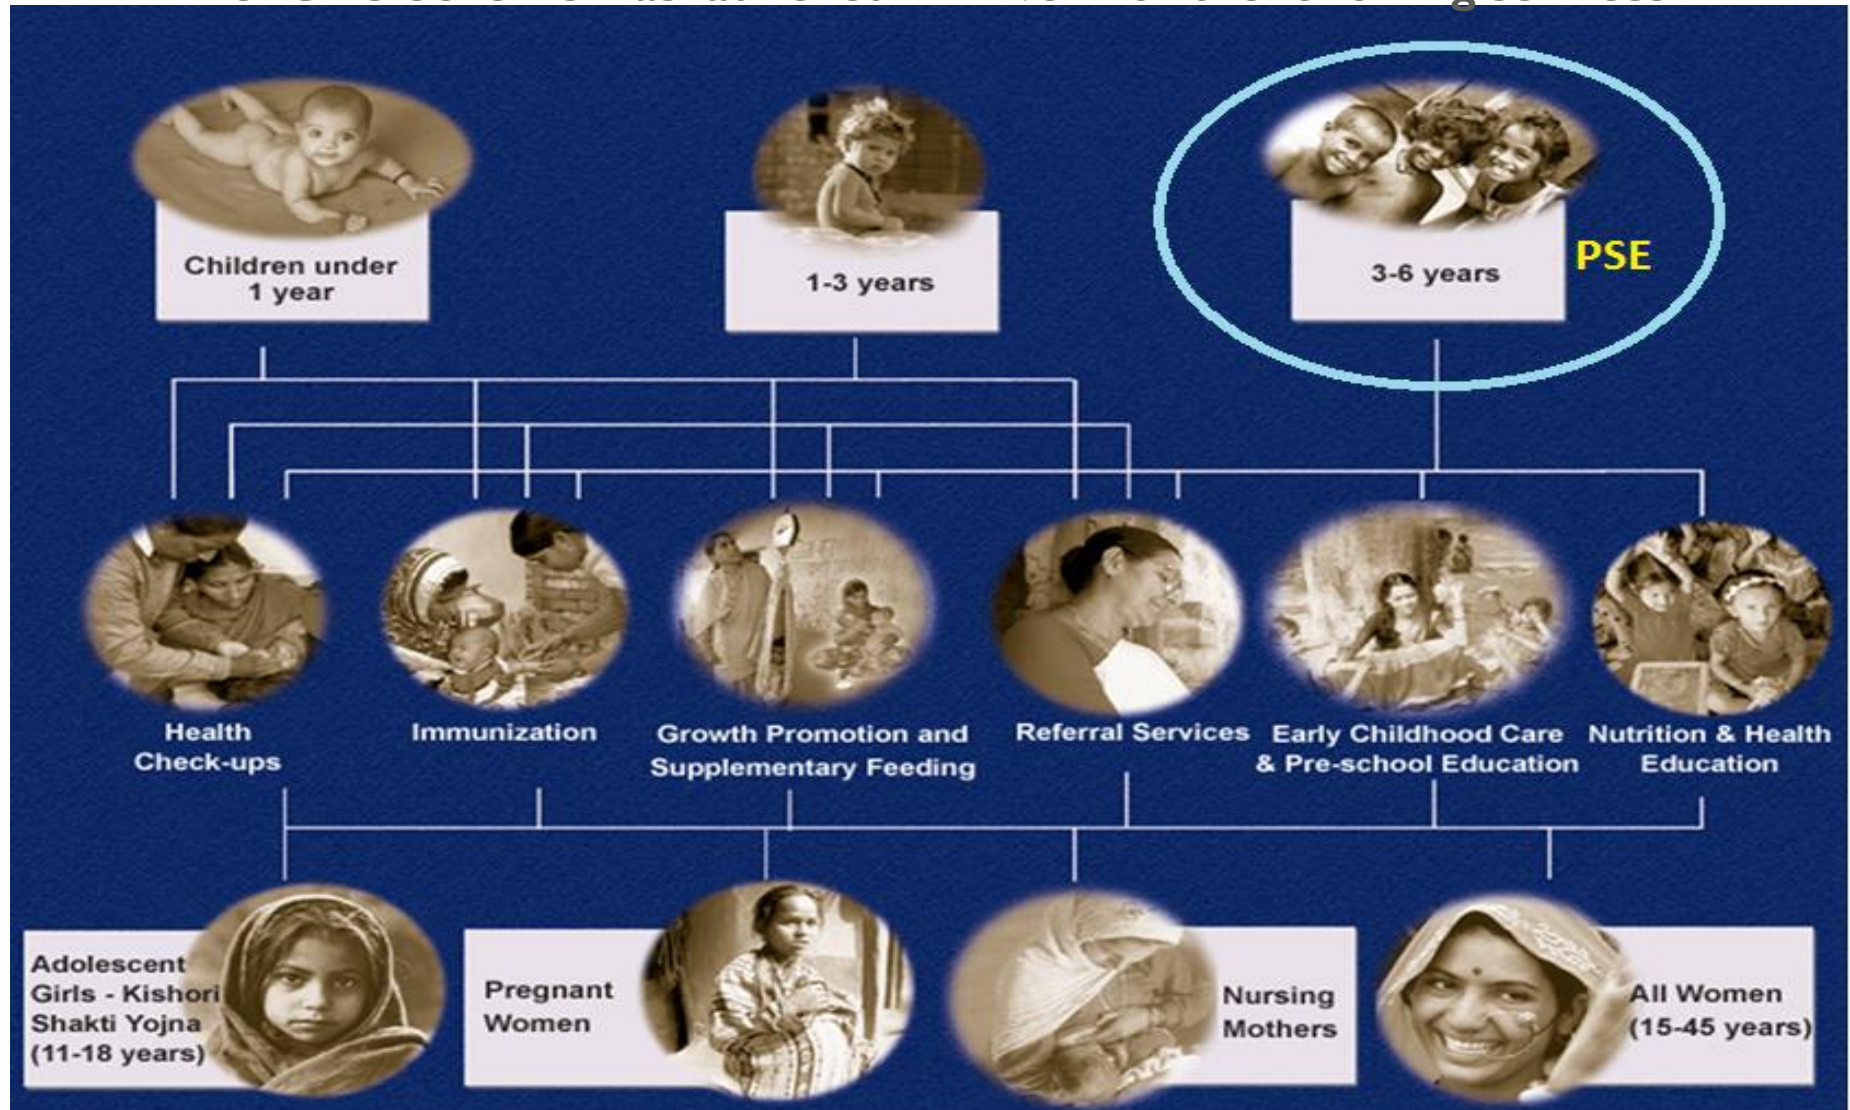 Children under
1 year
1-3 years
3-6 years
PSE
Health
Check-ups
Immunization
Growth Promotion and
Supplementary Feeding
Referral Services
Early Childhood Care
& Pre-school Education
Nutrition & Health
Education
Adolescent
Girls - Kishori
Shakti Yojna
(11-18 years)
Pregnant
Women
Nursing
Mothers
All Women
(15-45 years)